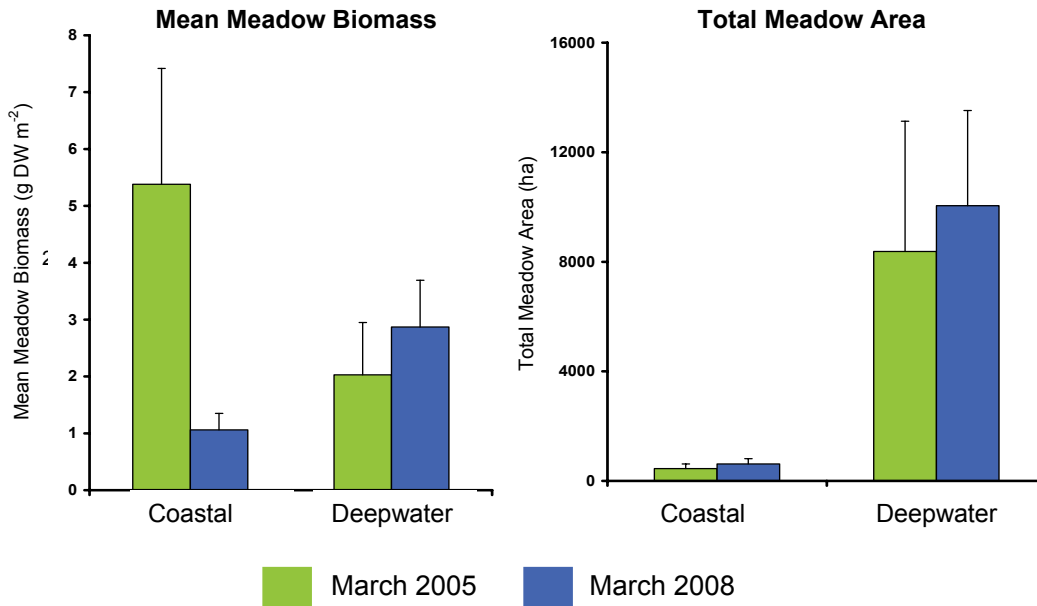 Mean Meadow Biomass
Mean Meadow Biomass (g DW m-2)
8
7
6
5
4
3
2
1
0
Coastal
Deepwater
Total Meadow Area
Total Meadow Area (ha)
16000
12000
8000
4000
0
Coastal
Deepwater
March 2005
March 2008